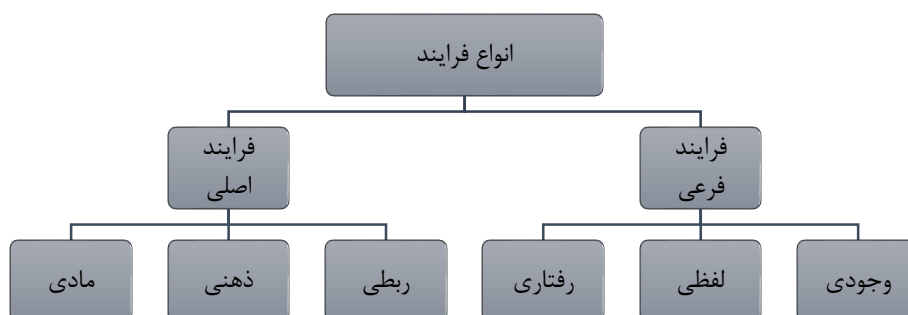 انواع فرایند
فرایند
فرعی
فرایند
اصلی
وجودی
لفظی
رفتاری
ربطی
ذهنی
مادی